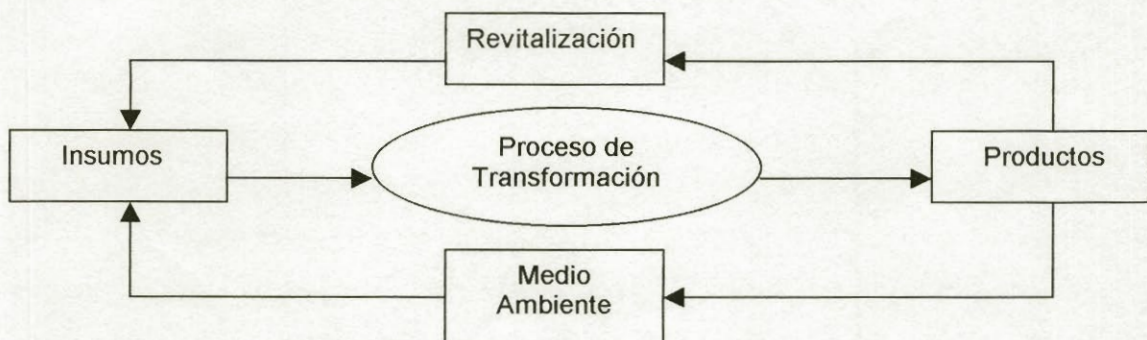 Revitalización
Insumos
Proceso de
Transformación
Productos
Medio
Ambiente